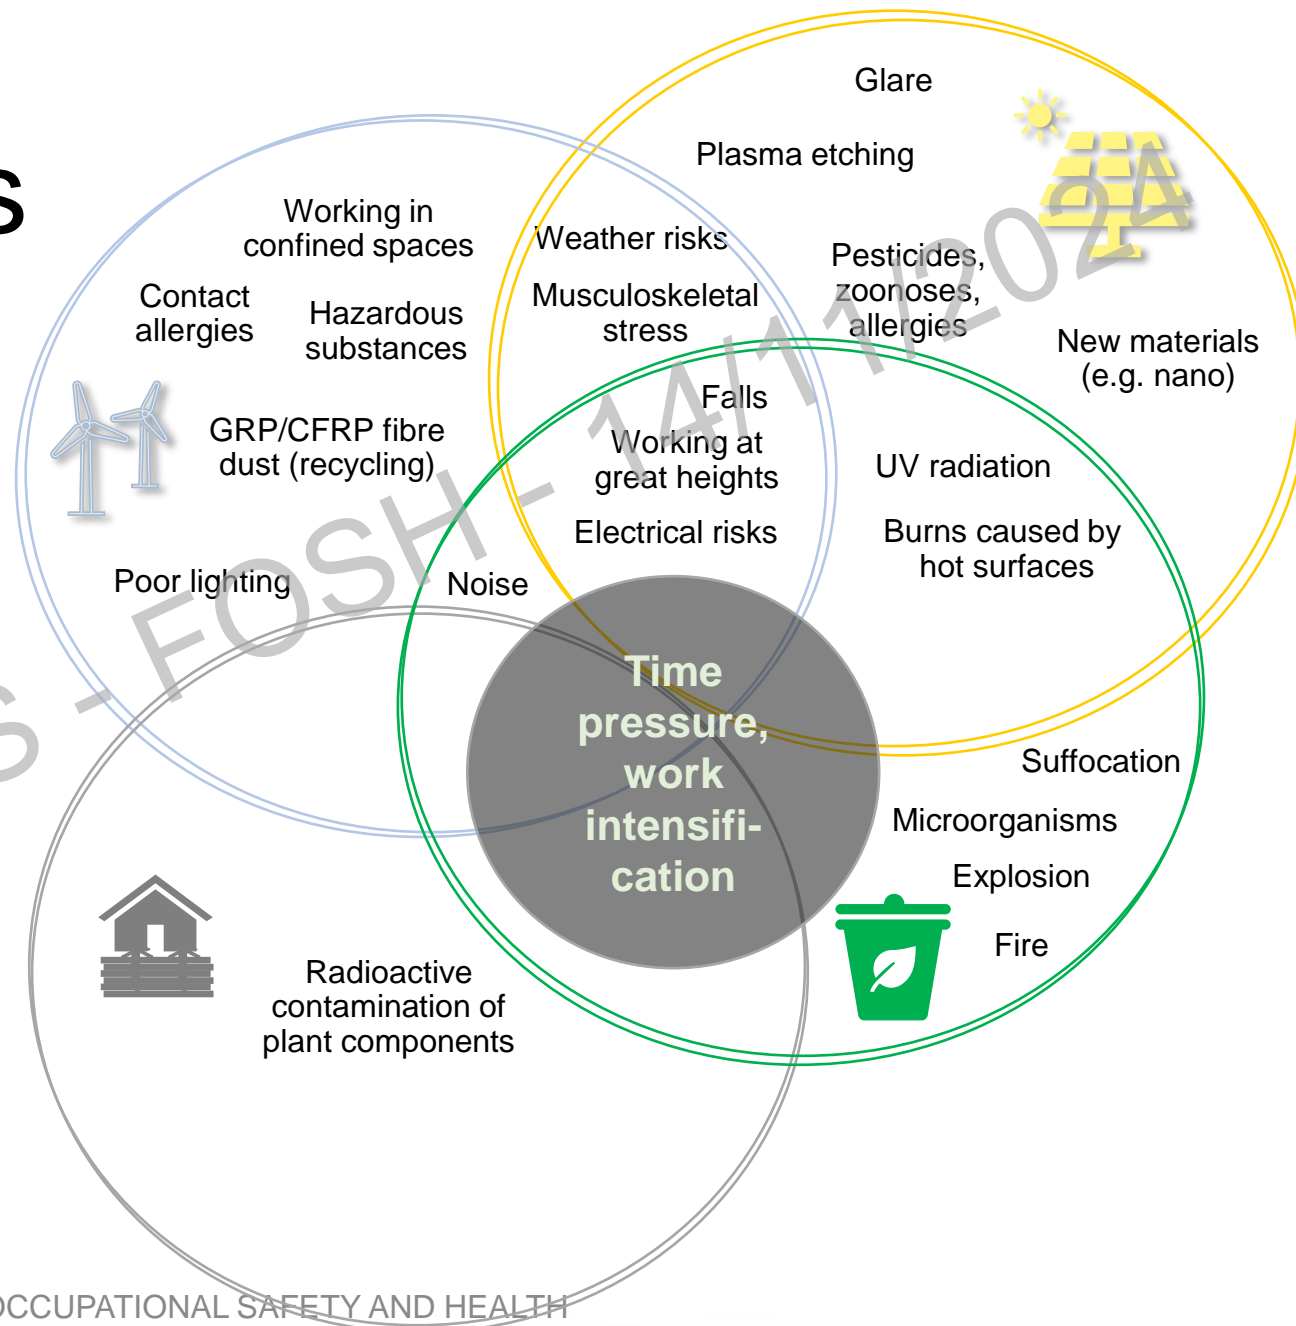 s
Glare
Plasma etching
Working in
confined spaces
Weather risks
Pesticides,
zoonoses,
allergies
Contact
allergies
Hazardous
substances
Musculoskeletal
stress
New materials
(e.g. nano)
Falls
GRP/CFRP fibre
dust (recycling)
Working at
great heights
UV radiation
Electrical risks
Burns caused by
hot surfaces
Poor lighting
Noise
Time
pressure,
work
intensifi-
cation
Suffocation
Microorganisms
Explosion
Fire
Radioactive
contamination of
plant components
S - FOSH - 14/11/2024
OCCUPATIONAL SAFETY AND HEALTH